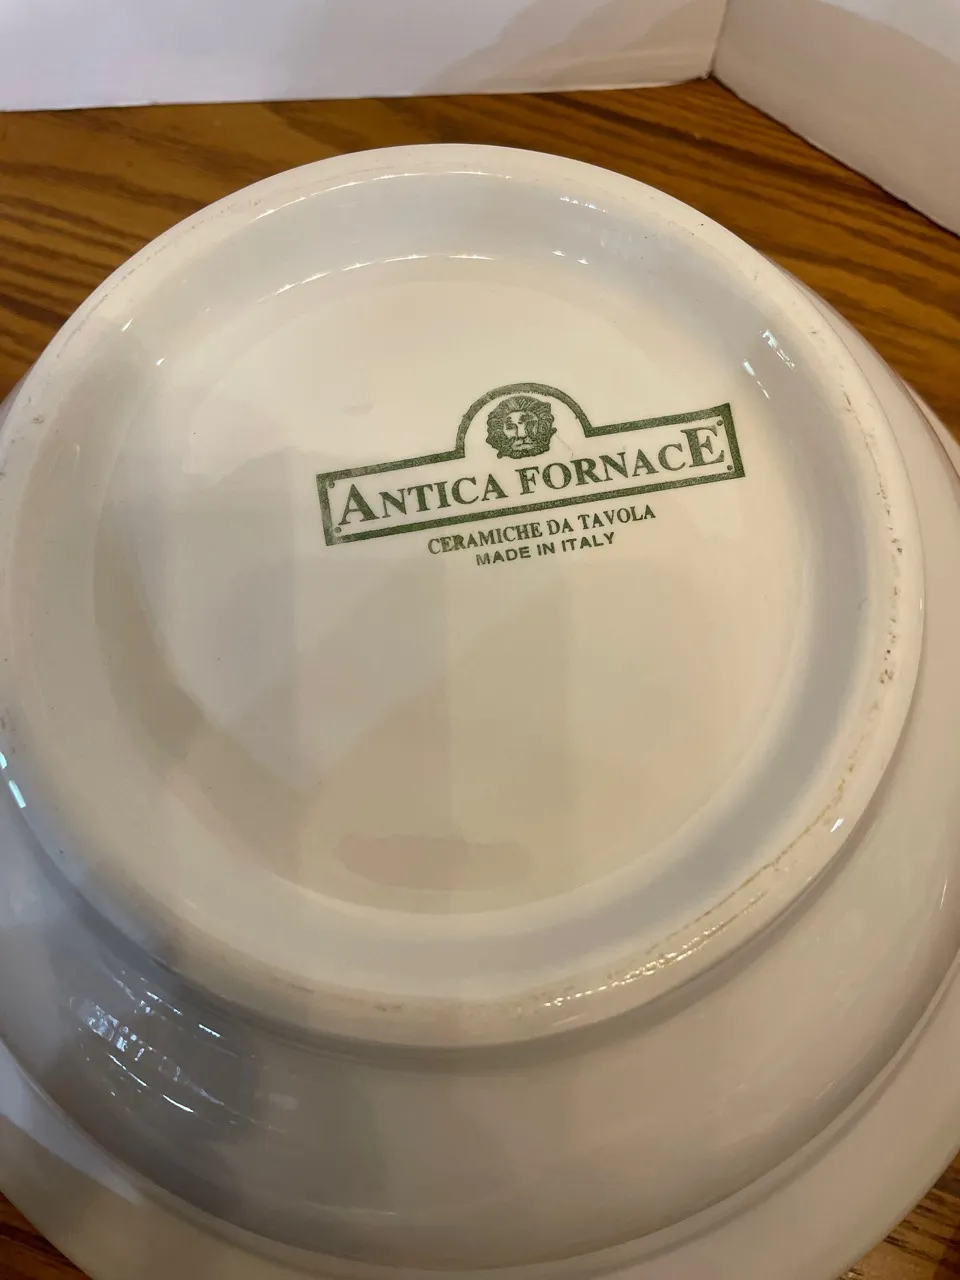 ANTICA FORNACE
CERAMICHE DA TAVOLA
MADE IN ITALY